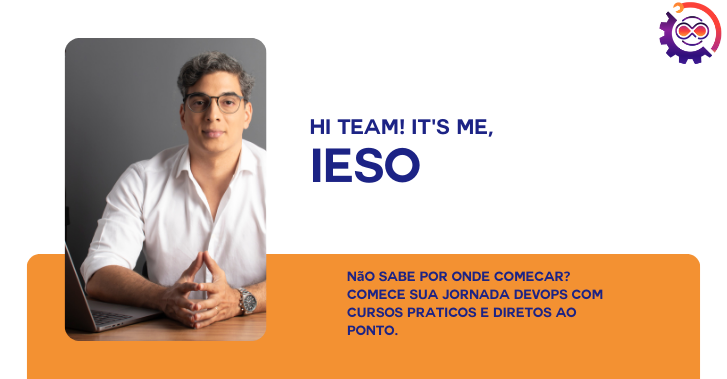 HI TEAM! IT'S ME,
IESO
NãO SABE POR ONDE COMECAR?
COMECE SUA JORNADA DEVOPS COM
CURSOS PRATICOS E DIRETOS AO
PONTO.